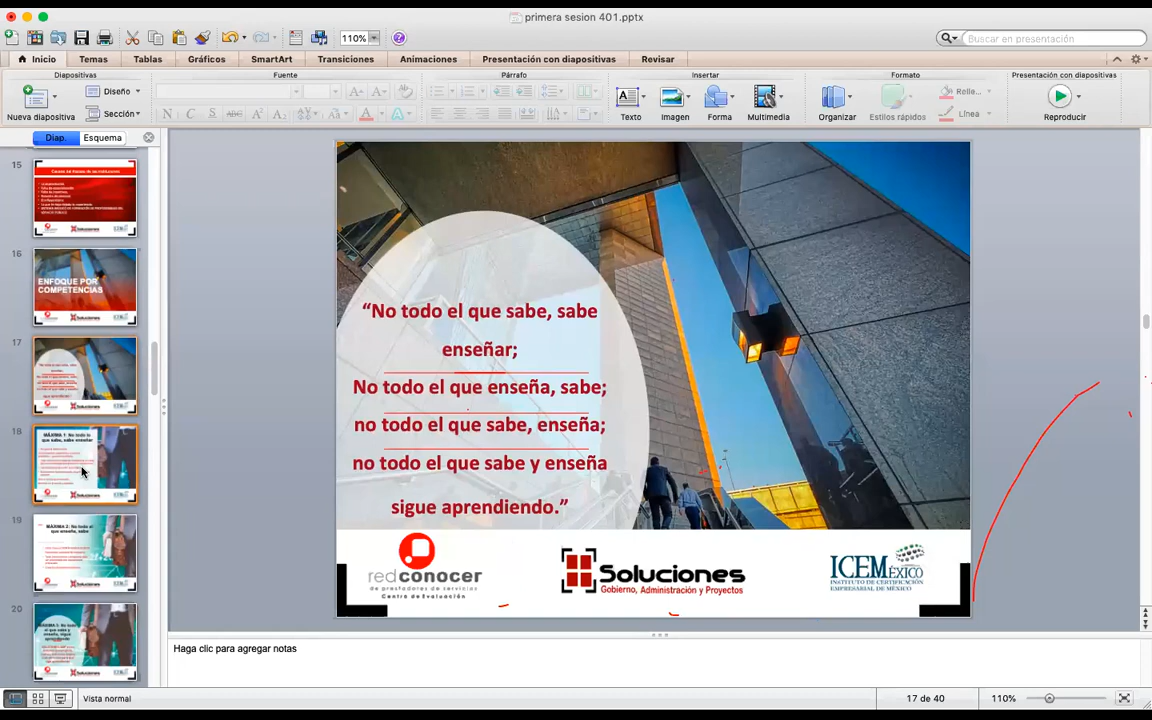 primera sesion 401.pptx
110%
Buscar en presentación
Inicio
Temas
Tablas
Gráficos
SmartArt
Transiciones
Animaciones
Presentación con diapositivas
Revisar
Diapositivas
Fuente
Párrafo
Insertar
Formato
Presentación con diapositivas
Nueva diapositiva
Diseño
Sección
Texto
Imagen
Forma
Multimedia
Organizar
Estilos rápidos
Relle...
Línea
Reproducir
Diap.
Esquema
15
16
ENFOQUE POR
COMPETENCIAS
17
18
MÁXIMA 1: No todo lo
que sabe, sabe enseñar
19
MÁXIMA 2: No todo el
que enseña, sabe
20
“No todo el que sabe, sabe
enseñar;
No todo el que enseña, sabe;
no todo el que sabe, enseña;
no todo el que sabe y enseña
sigue aprendiendo.”
redconocer
de prestadores de servicios
Centro de Evaluación
Soluciones
Gobierno, Administración y Proyectos
ICEMÉXICO
INSTITUTO DE CERTIFICACIÓN
EMPRESARIAL DE MÉXICO
Haga clic para agregar notas
Vista normal
17 de 40
110%